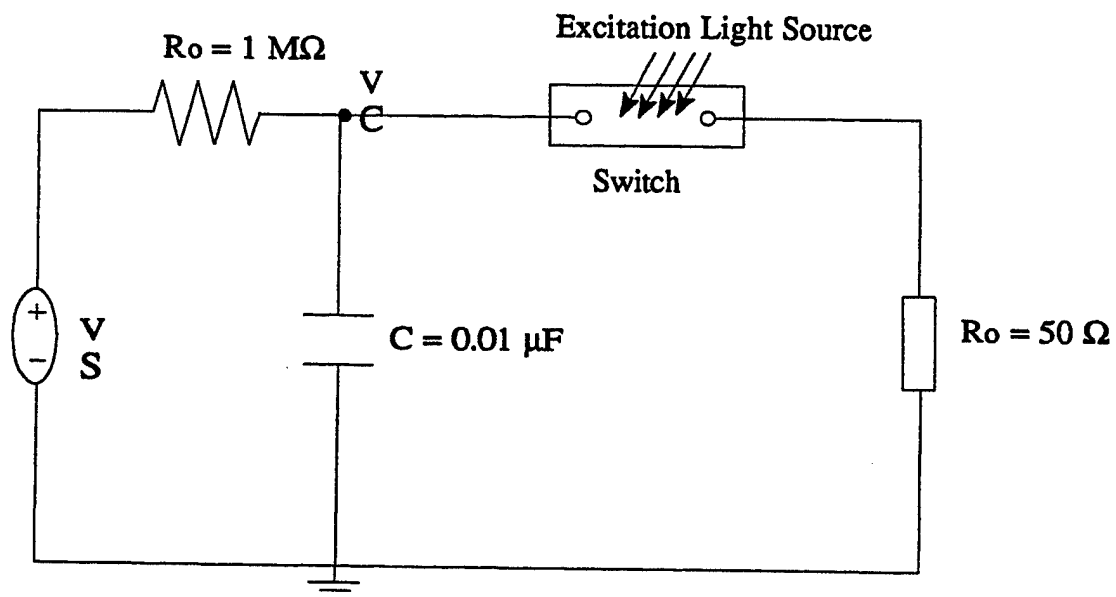 Excitation Light Source
Ro = 1 MΩ
V
C
Switch
+
V
−
S
C = 0.01 μF
Ro = 50 Ω